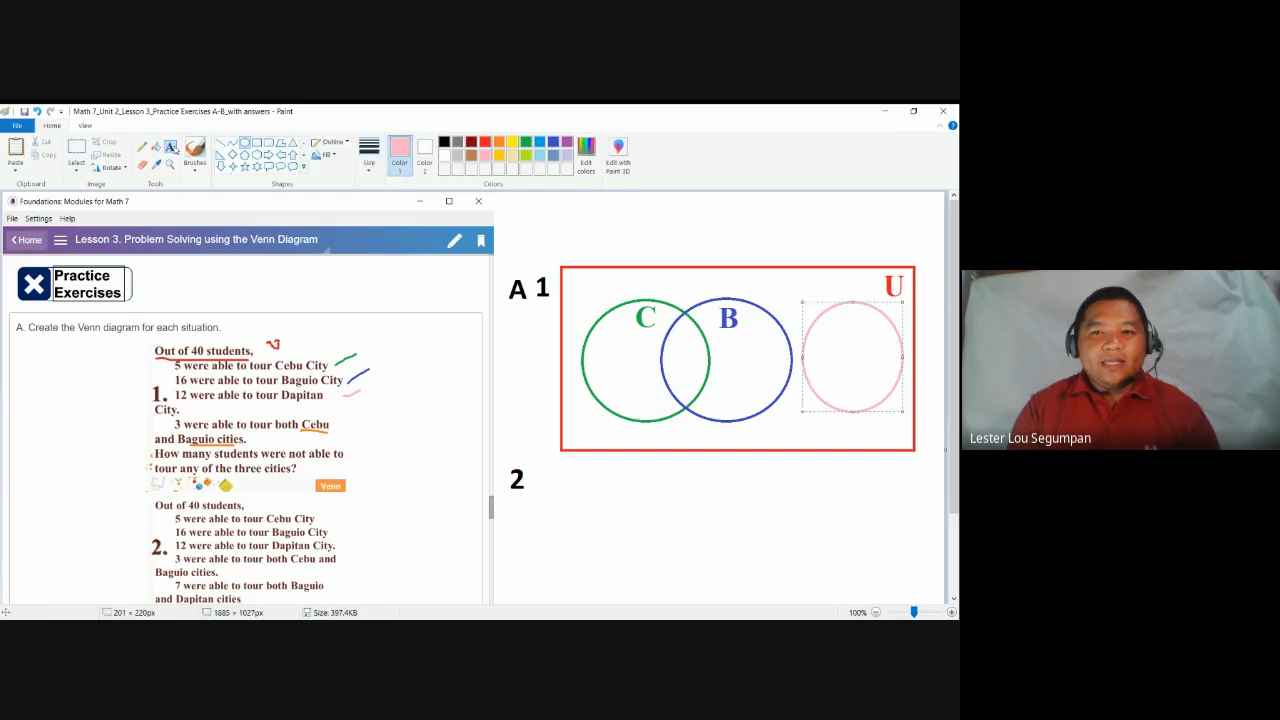 Math 7_Unit 2_Lesson 3_Practice Exercises A-B_with answers - Paint
File Home View
Paste
Cut
Copy
Clipboard
Select
Crop
Resize
Rotate
Image
A
Tools
Brushes
Outline
Fill
Shapes
Size
Color 1
Color 2
Edit colors
Edit with Paint 3D
Colors
Foundations: Modules for Math 7
File Settings Help
Home
Lesson 3. Problem Solving using the Venn Diagram
Practice
Exercises
A. Create the Venn diagram for each situation.
Out of 40 students,
5 were able to tour Cebu City
16 were able to tour Baguio City
1. 12 were able to tour Dapitan
City.
3 were able to tour both Cebu
and Baguio cities.
How many students were not able to
tour any of the three cities?
Venn
Out of 40 students,
5 were able to tour Cebu City
16 were able to tour Baguio City
2. 12 were able to tour Dapitan City.
3 were able to tour both Cebu and
Baguio cities.
7 were able to tour both Baguio
and Dapitan cities
A 1
U
C B
2
201 × 220px
1885 × 1027px
Size: 397.4KB
100%
Lester Lou Segumpan